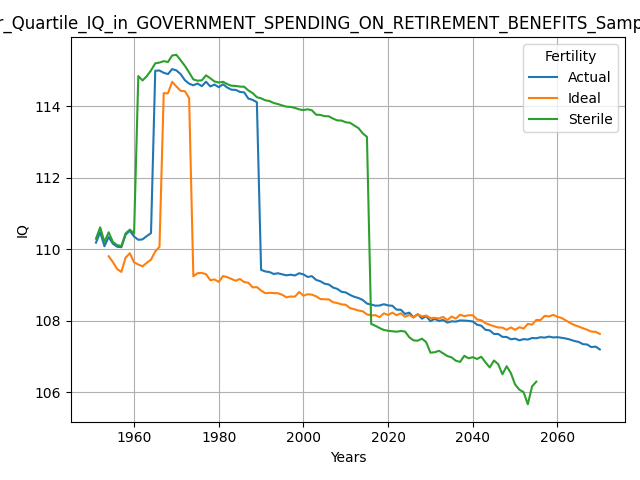 r_Quartile_IQ_in_GOVERNMENT_SPENDING_ON_RETIREMENT_BENEFITS_Samp
Fertility
Actual
Ideal
Sterile
114
112
110
108
106
IQ
1960 1980 2000 2020 2040 2060
Years